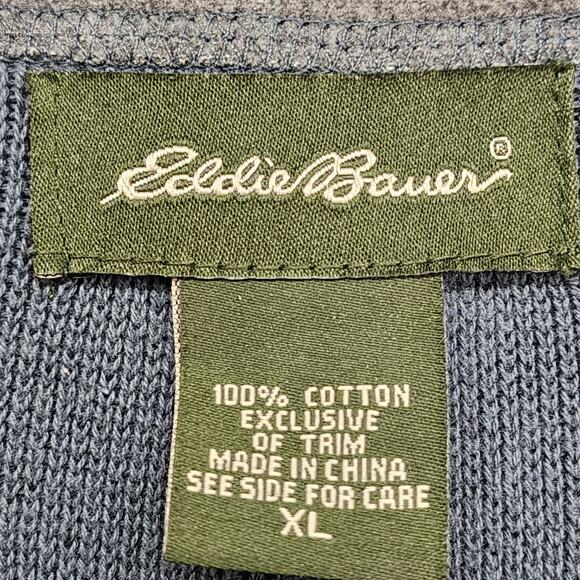 Eddie Bauer®
100% COTTON
EXCLUSIVE
OF TRIM
MADE IN CHINA
SEE SIDE FOR CARE
XL